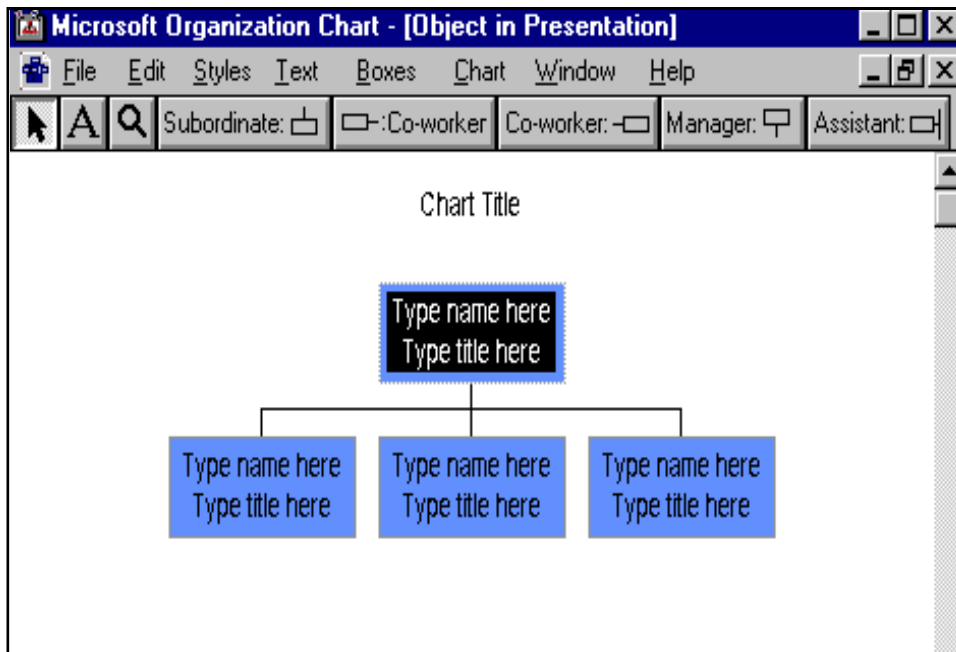 Microsoft Organization Chart - [Object in Presentation]
File Edit Styles Text Boxes Chart Window Help
A Subordinate: :Co-worker Co-worker: Manager: Assistant:
Chart Title
Type name here
Type title here
Type name here Type name here Type name here
Type title here Type title here Type title here